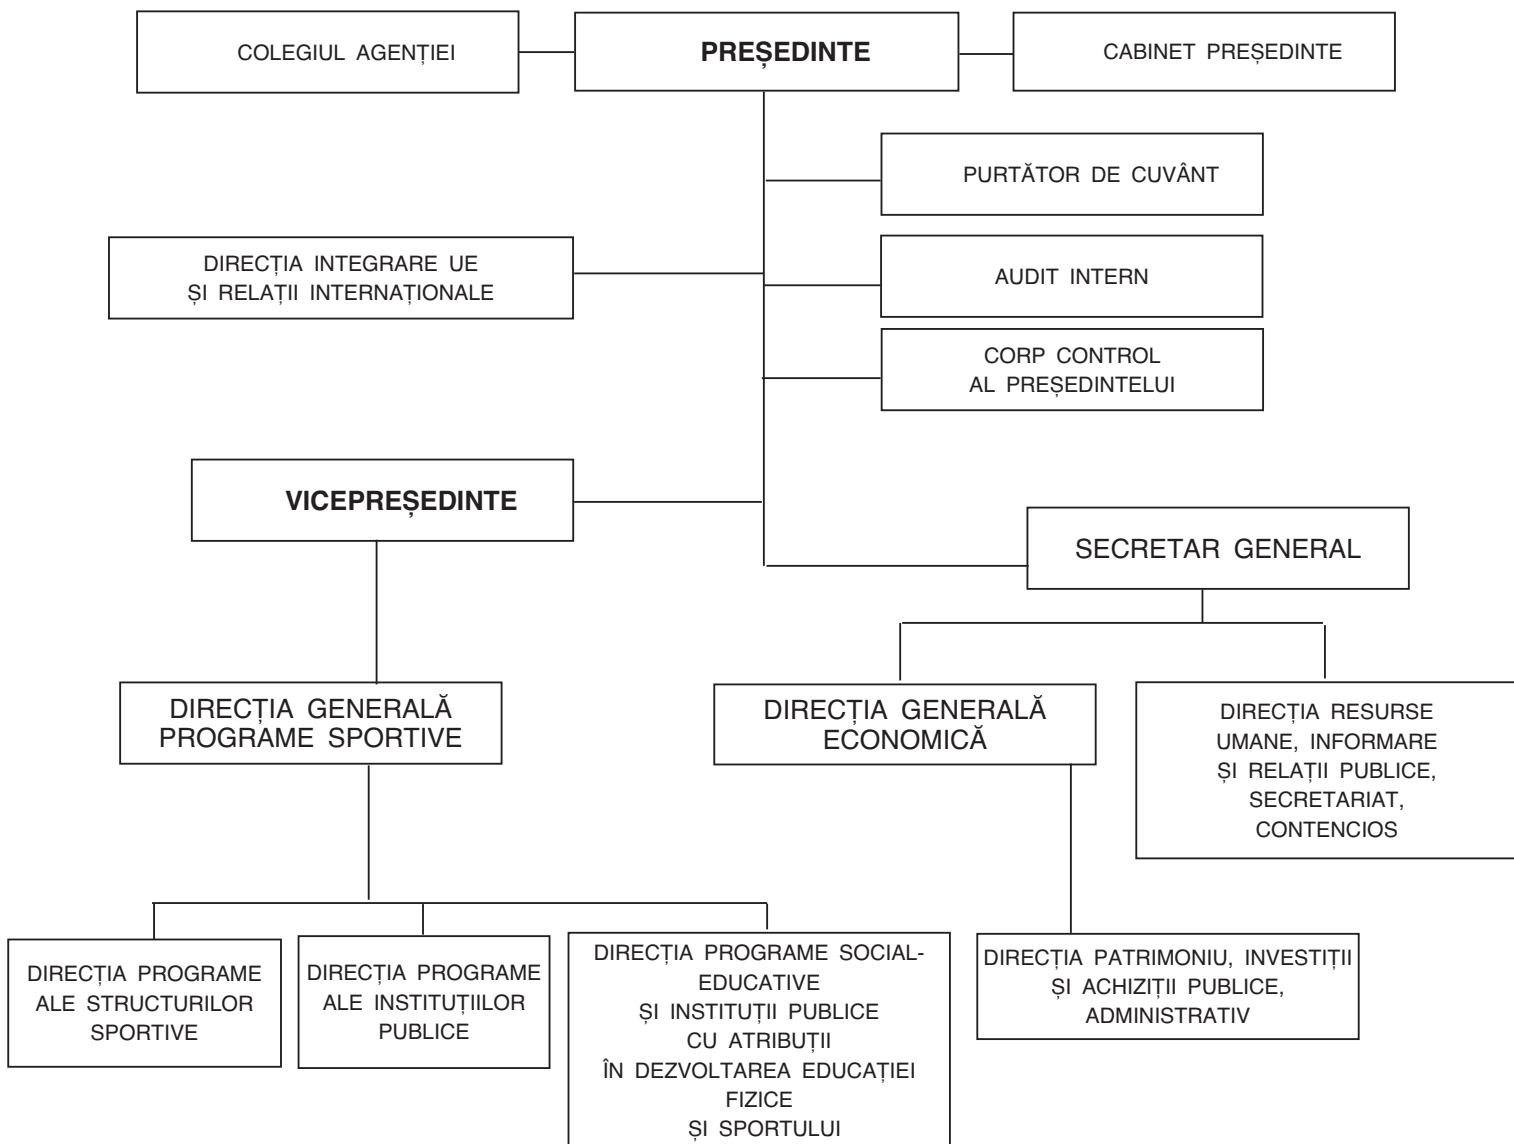 COLEGIUL AGENȚIEI
PREȘEDINTE
CABINET PREȘEDINTE
PURTĂTOR DE CUVÂNT
DIRECȚIA INTEGRARE UE
ȘI RELAȚII INTERNAȚIONALE
AUDIT INTERN
CORP CONTROL
AL PREȘEDINTELUI
VICEPREȘEDINTE
SECRETAR GENERAL
DIRECȚIA GENERALĂ
PROGRAME SPORTIVE
DIRECȚIA GENERALĂ
ECONOMICĂ
DIRECȚIA RESURSE
UMANE, INFORMARE
ȘI RELAȚII PUBLICE,
SECRETARIAT,
CONTENCIOS
DIRECȚIA PROGRAME
ALE STRUCTURILOR
SPORTIVE
DIRECȚIA PROGRAME
ALE INSTITUȚIILOR
PUBLICE
DIRECȚIA PROGRAME SOCIAL-
EDUCATIVE
ȘI INSTITUȚII PUBLICE
CU ATRIBUȚII
ÎN DEZVOLTAREA EDUCAȚIEI
FIZICE
ȘI SPORTULUI
DIRECȚIA PATRIMONIU, INVESTIȚII
ȘI ACHIZIȚII PUBLICE,
ADMINISTRATIV